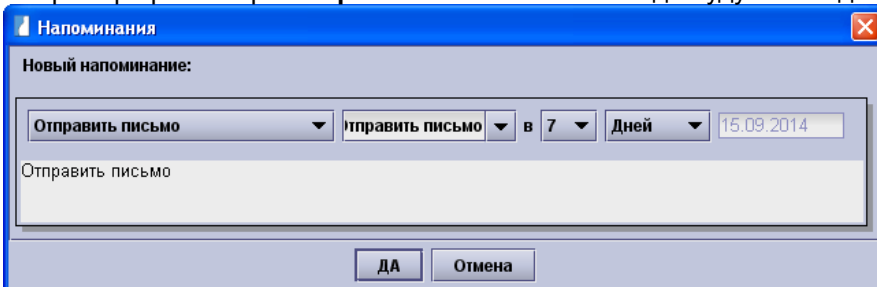 Напоминания
Новый напоминание:
Отправить письмо тправить письмо в 7 Дней 15.09.2014
Отправить письмо
ДА Отмена